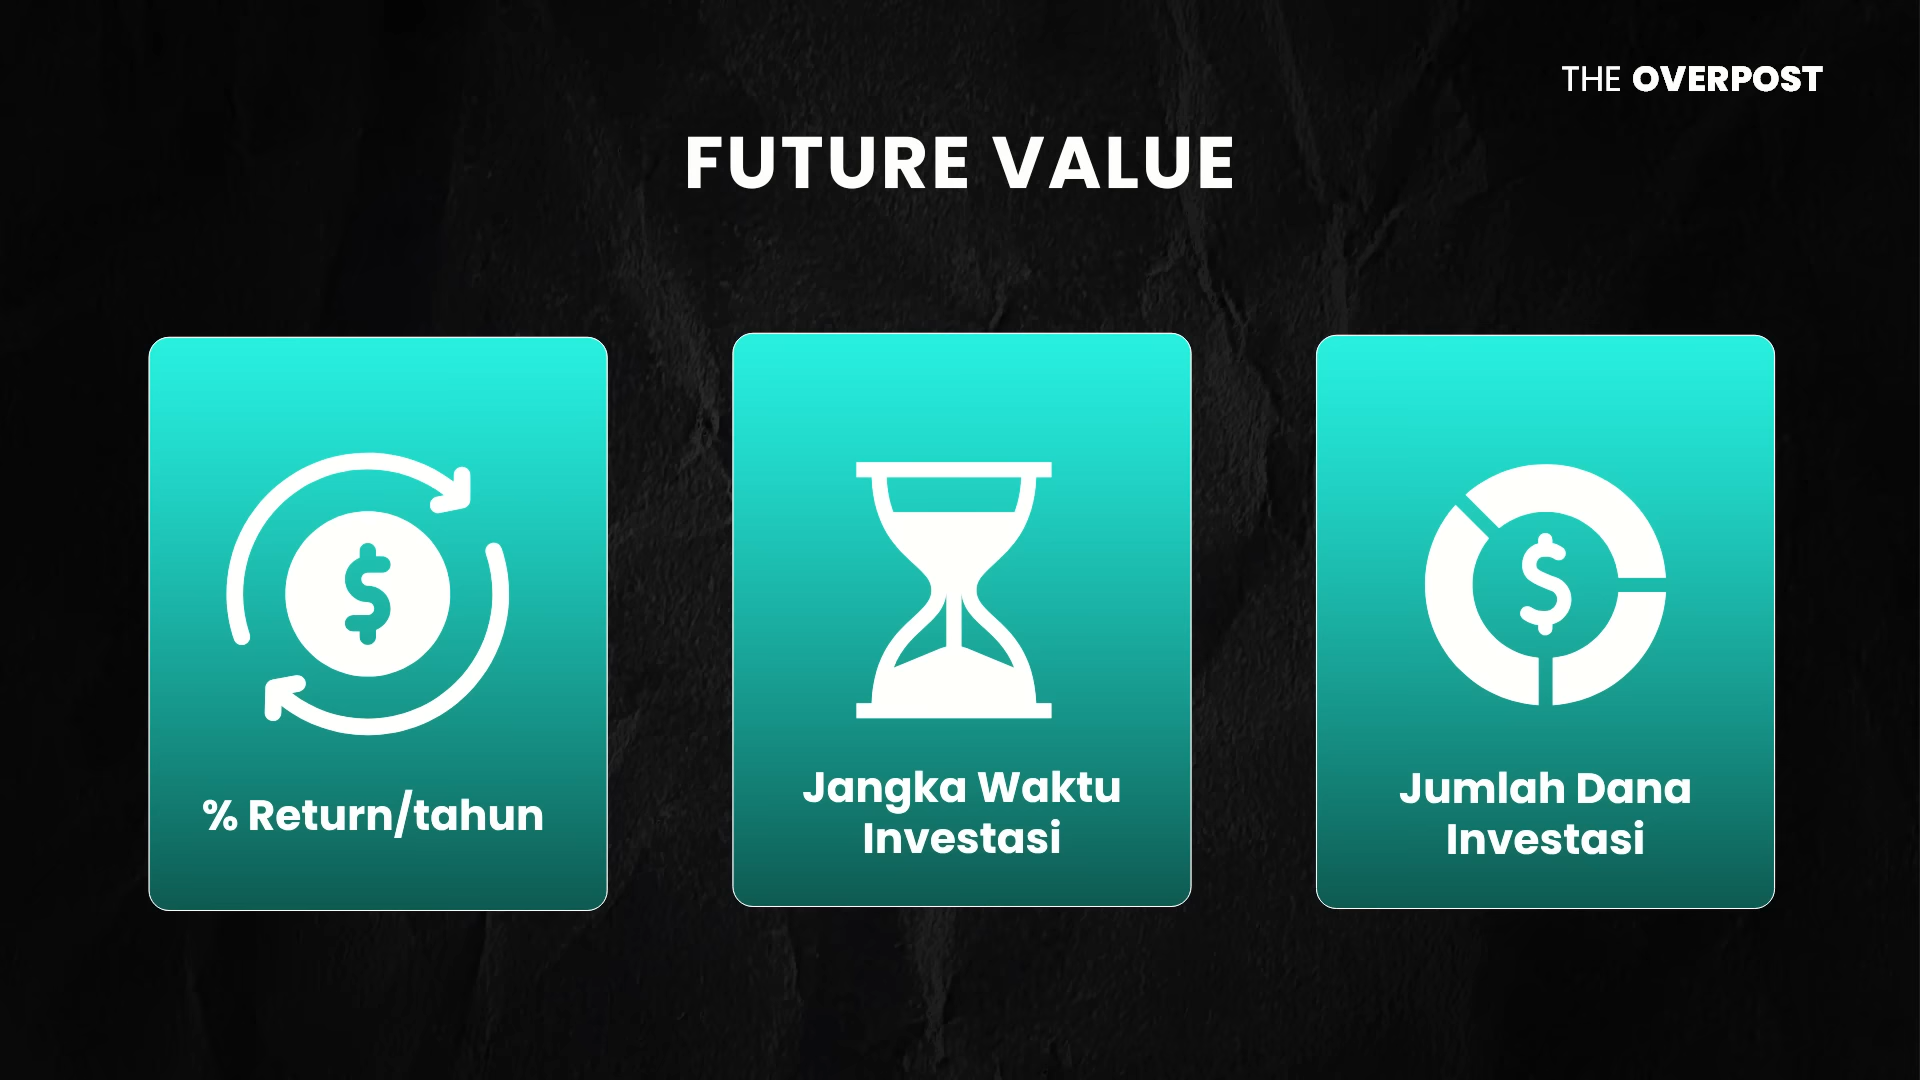 THE OVERPOST
FUTURE VALUE
% Return/tahun
Jangka Waktu
Investasi
Jumlah Dana
Investasi